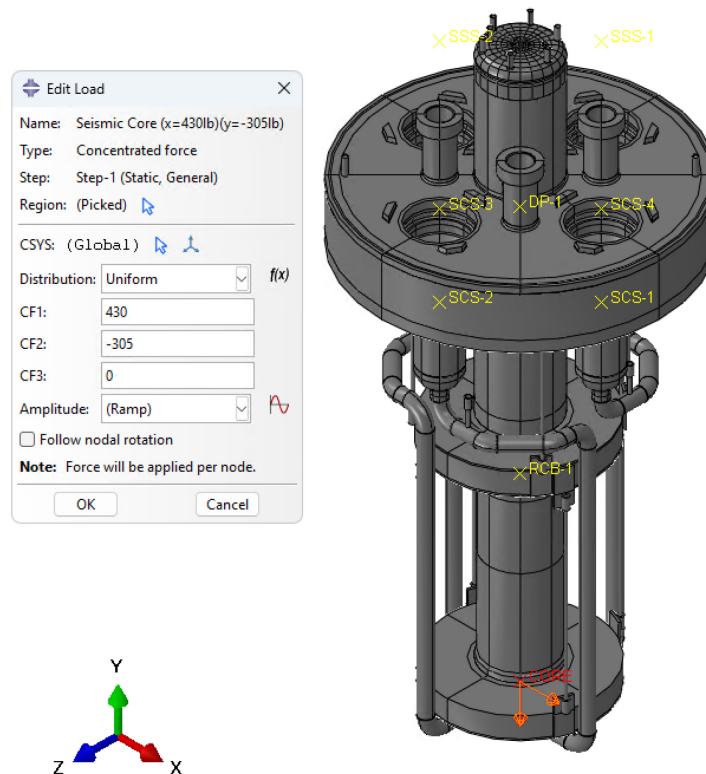 Edit Load
Name: Seismic Core (x=430lb)(y=-305lb)
Type: Concentrated force
Step: Step-1 (Static, General)
Region: (Picked)
CSYS: (Global)
Distribution: Uniform f(x)
CF1: 430
CF2: -305
CF3: 0
Amplitude: (Ramp)
Follow nodal rotation
Note: Force will be applied per node.
OK Cancel
SSS-2 SSS-1
SCS-3 DP-1 SCS-4
SCS-2 SCS-1
RCB-1
CORE
Y
Z X